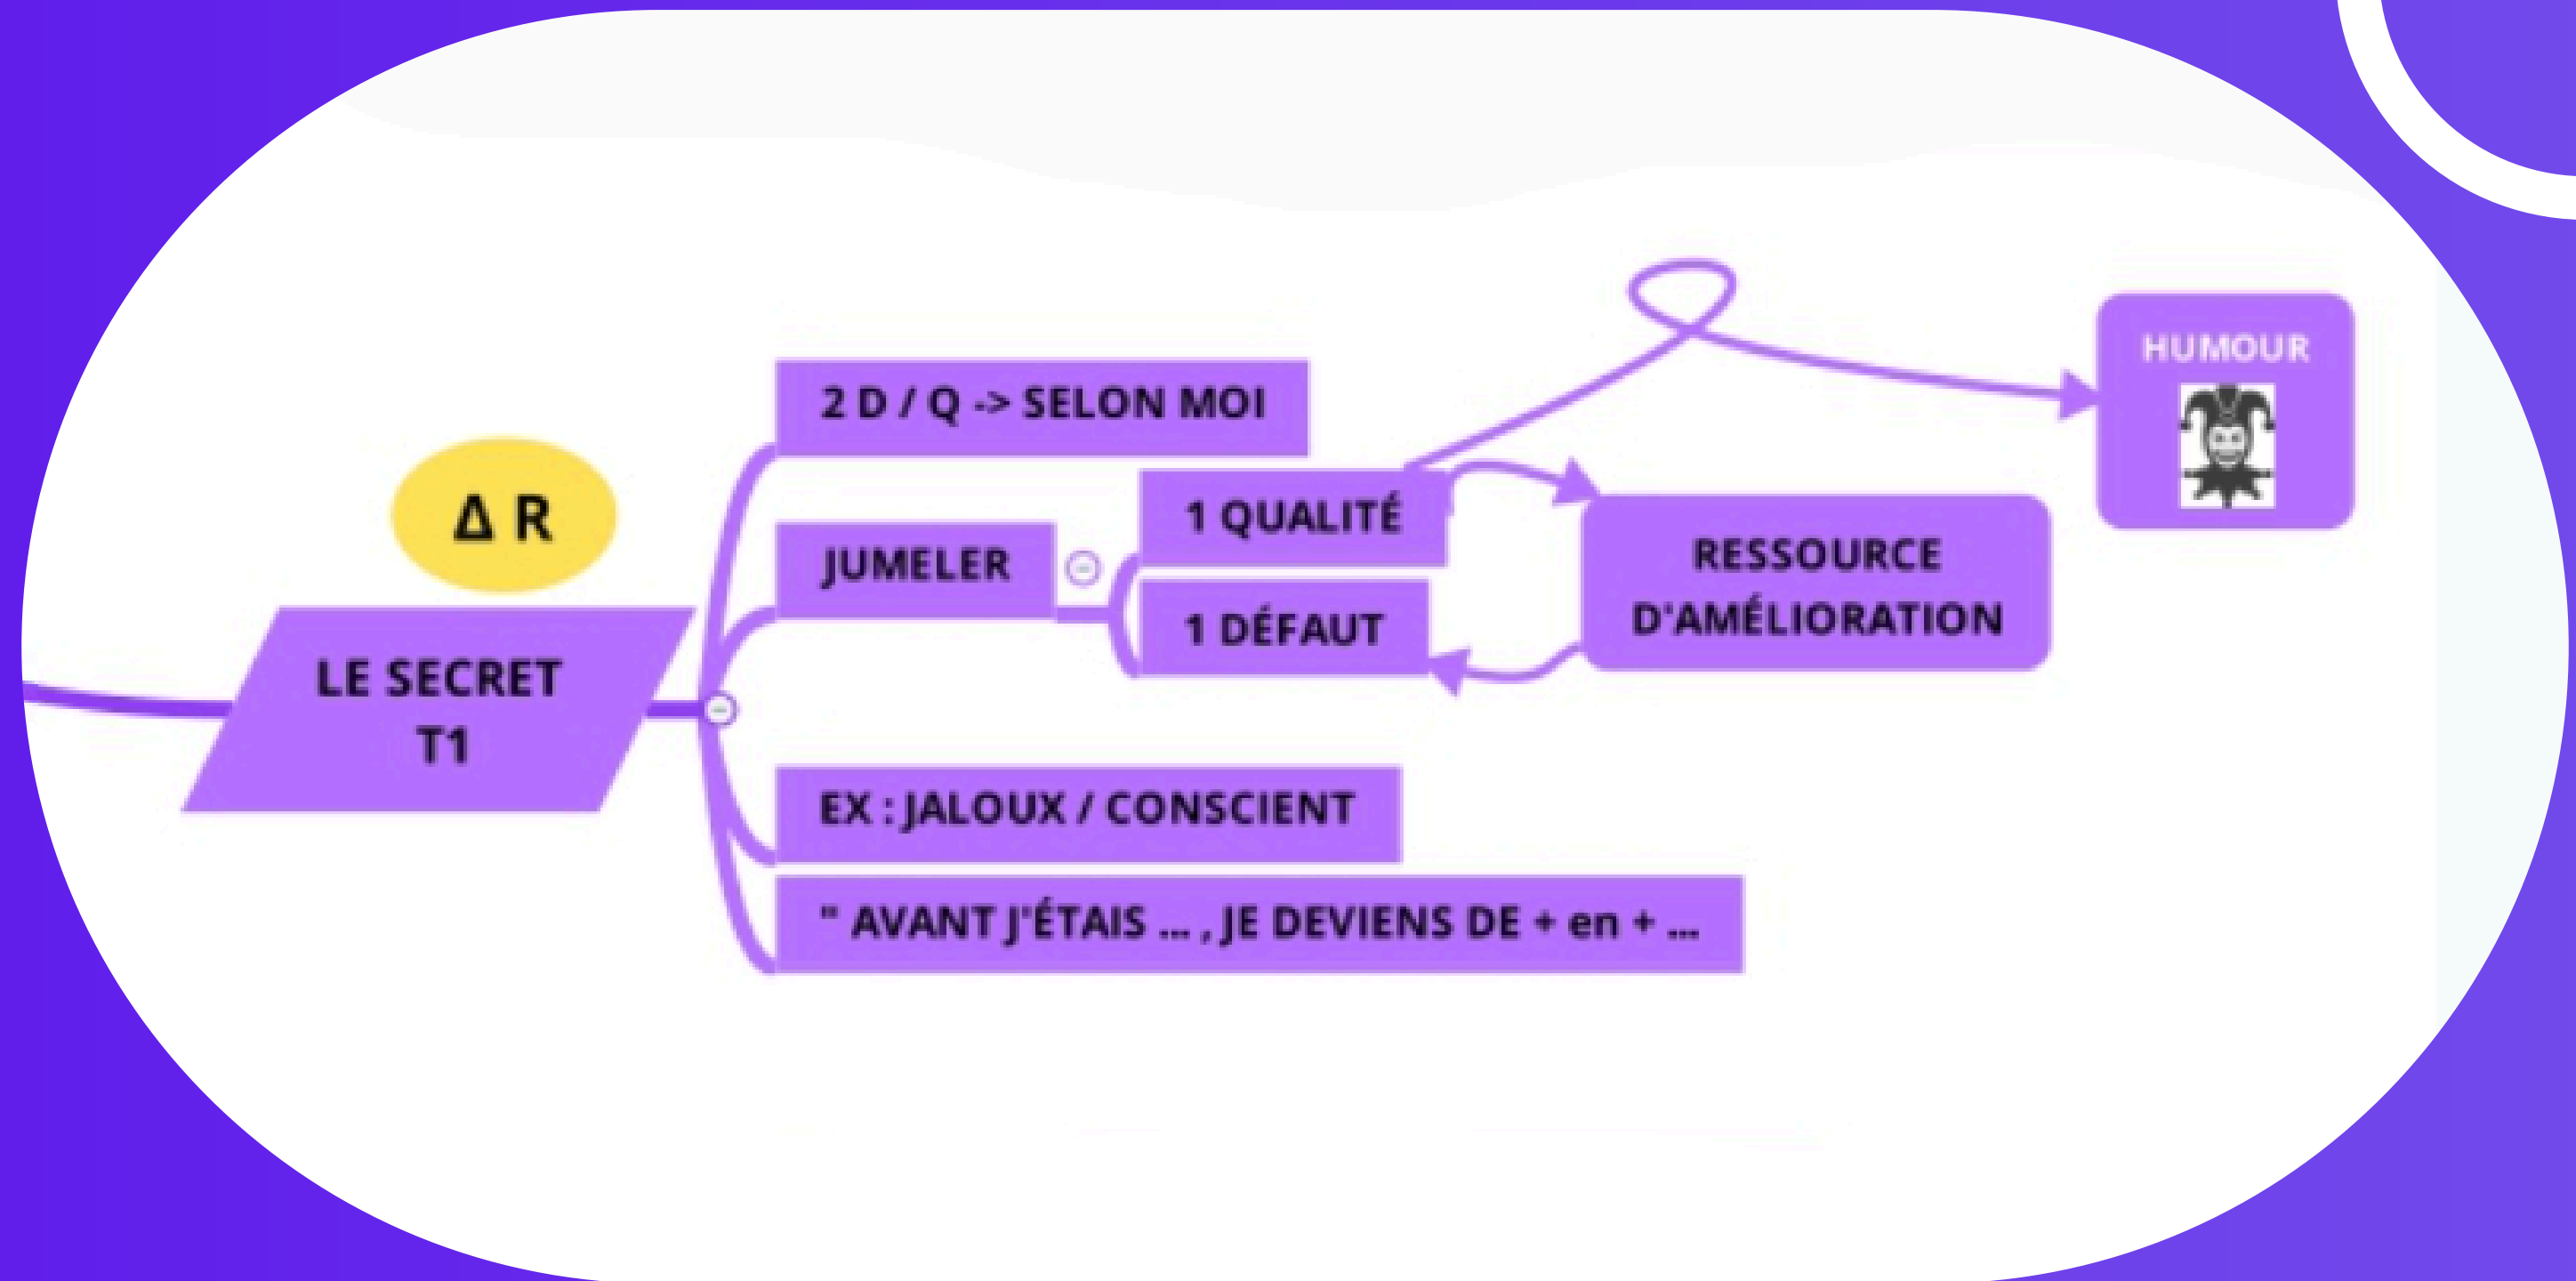 Δ R
LE SECRET
T1
2 D / Q -> SELON MOI
JUMELER
1 QUALITÉ
1 DÉFAUT
RESSOURCE
D'AMÉLIORATION
HUMOUR
EX : JALOUX / CONSCIENT
" AVANT J'ÉTAIS ... , JE DEVIENS DE + en + ...